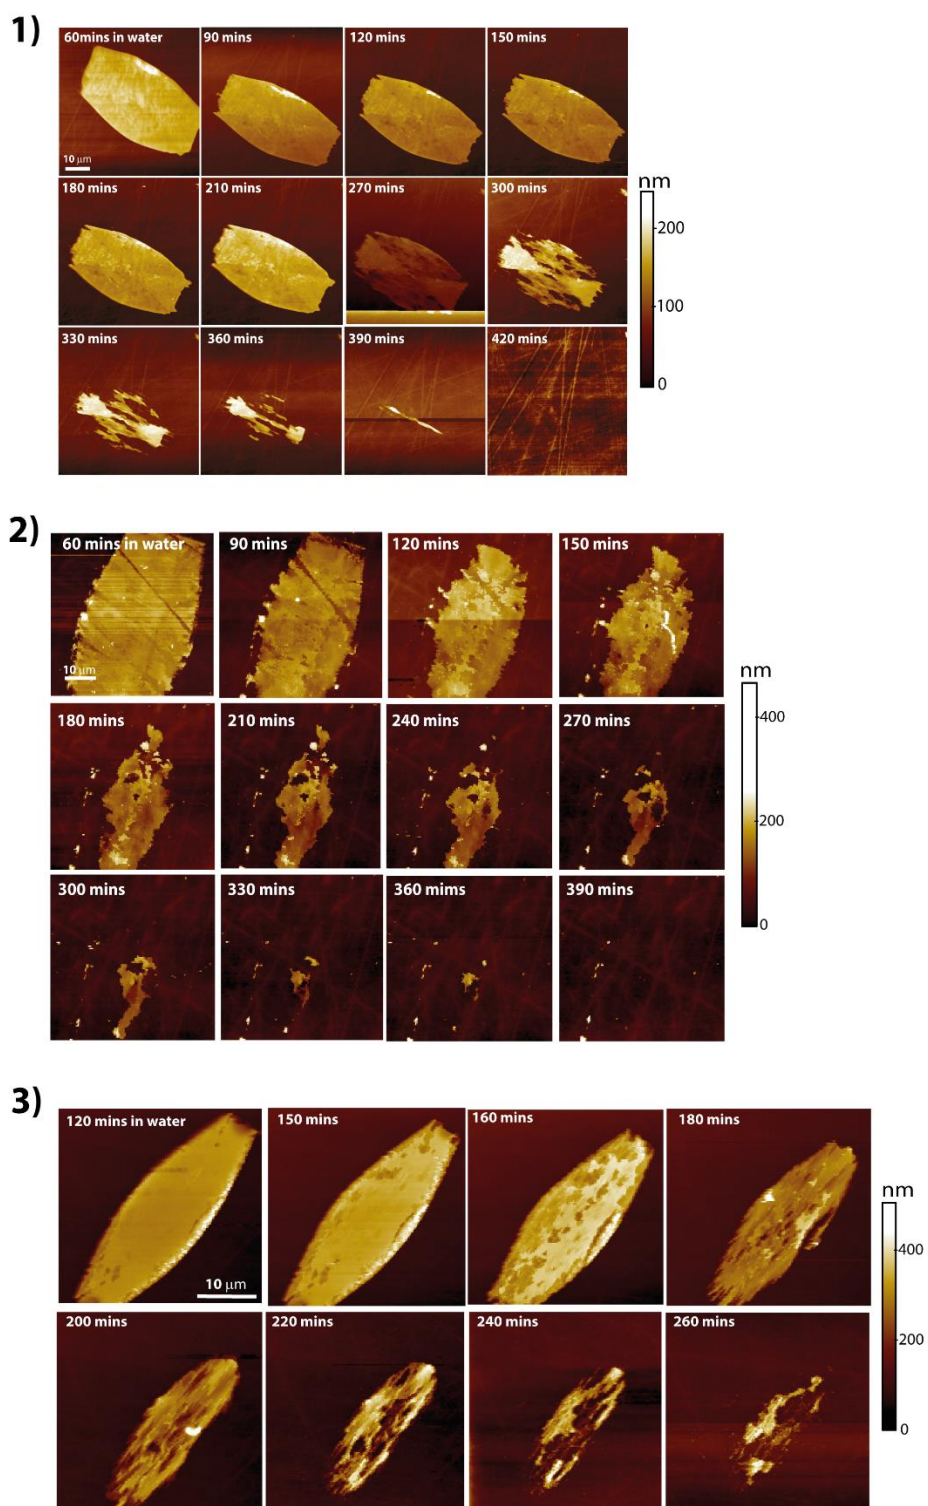 1)
60mins in water 90 mins 120 mins 150 mins
10 μm
180 mins 210 mins 270 mins 300 mins
nm
200
100
0
330 mins 360 mins 390 mins 420 mins
2)
60 mins in water 90 mins 120 mins 150 mins
10 μm
nm
400
200
0
180 mins 210 mins 240 mins 270 mins
300 mins 330 mins 360 mims 390 mins
3)
120 mins in water 150 mins 160 mins 180 mins
10 μm
nm
400
200
0
200 mins 220 mins 240 mins 260 mins